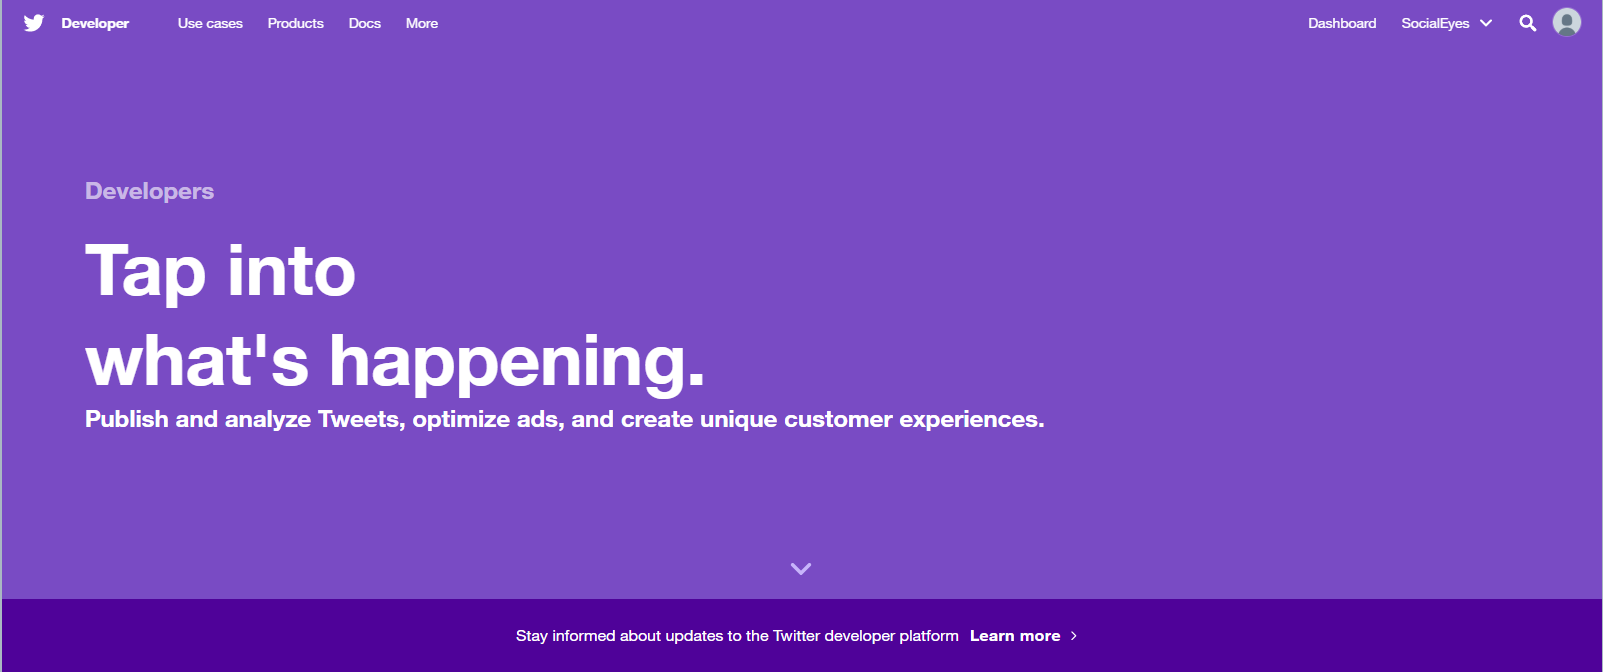 Developer Use cases Products Docs More Dashboard SocialEyes
Developers
Tap into
what's happening.
Publish and analyze Tweets, optimize ads, and create unique customer experiences.
Stay informed about updates to the Twitter developer platform Learn more